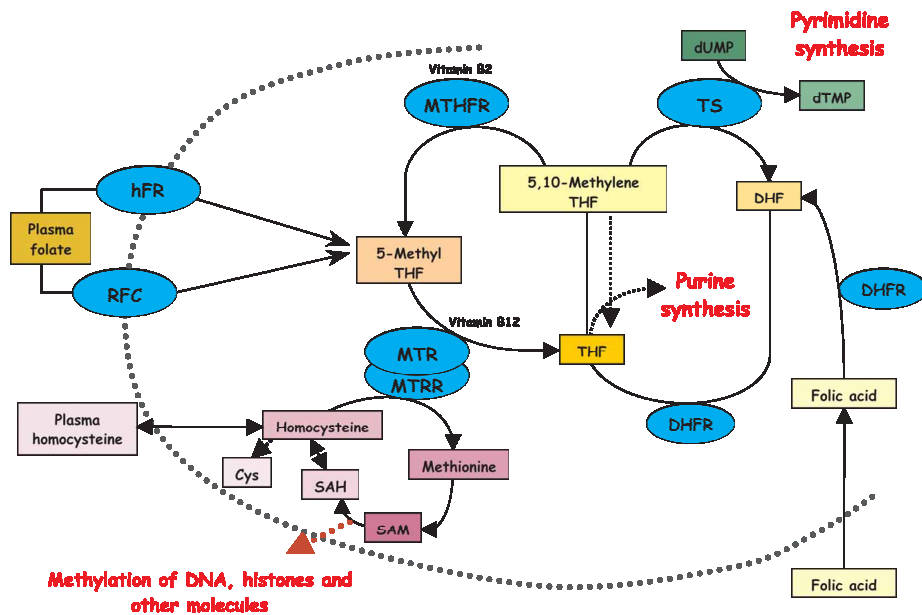 Pyrimidine
synthesis
dUMP
dTMP
Vitamin B2
MTHFR
TS
hFR
5,10-Methylene
THF
DHF
Plasma
folate
5-Methyl
THF
RFC
Purine
synthesis
DHFR
Vitamin B12
THF
MTR
MTRR
Folic acid
Plasma
homocysteine
Homocysteine
DHFR
Cys
SAH
Methionine
SAM
Methylation of DNA, histones and
other molecules
Folic acid